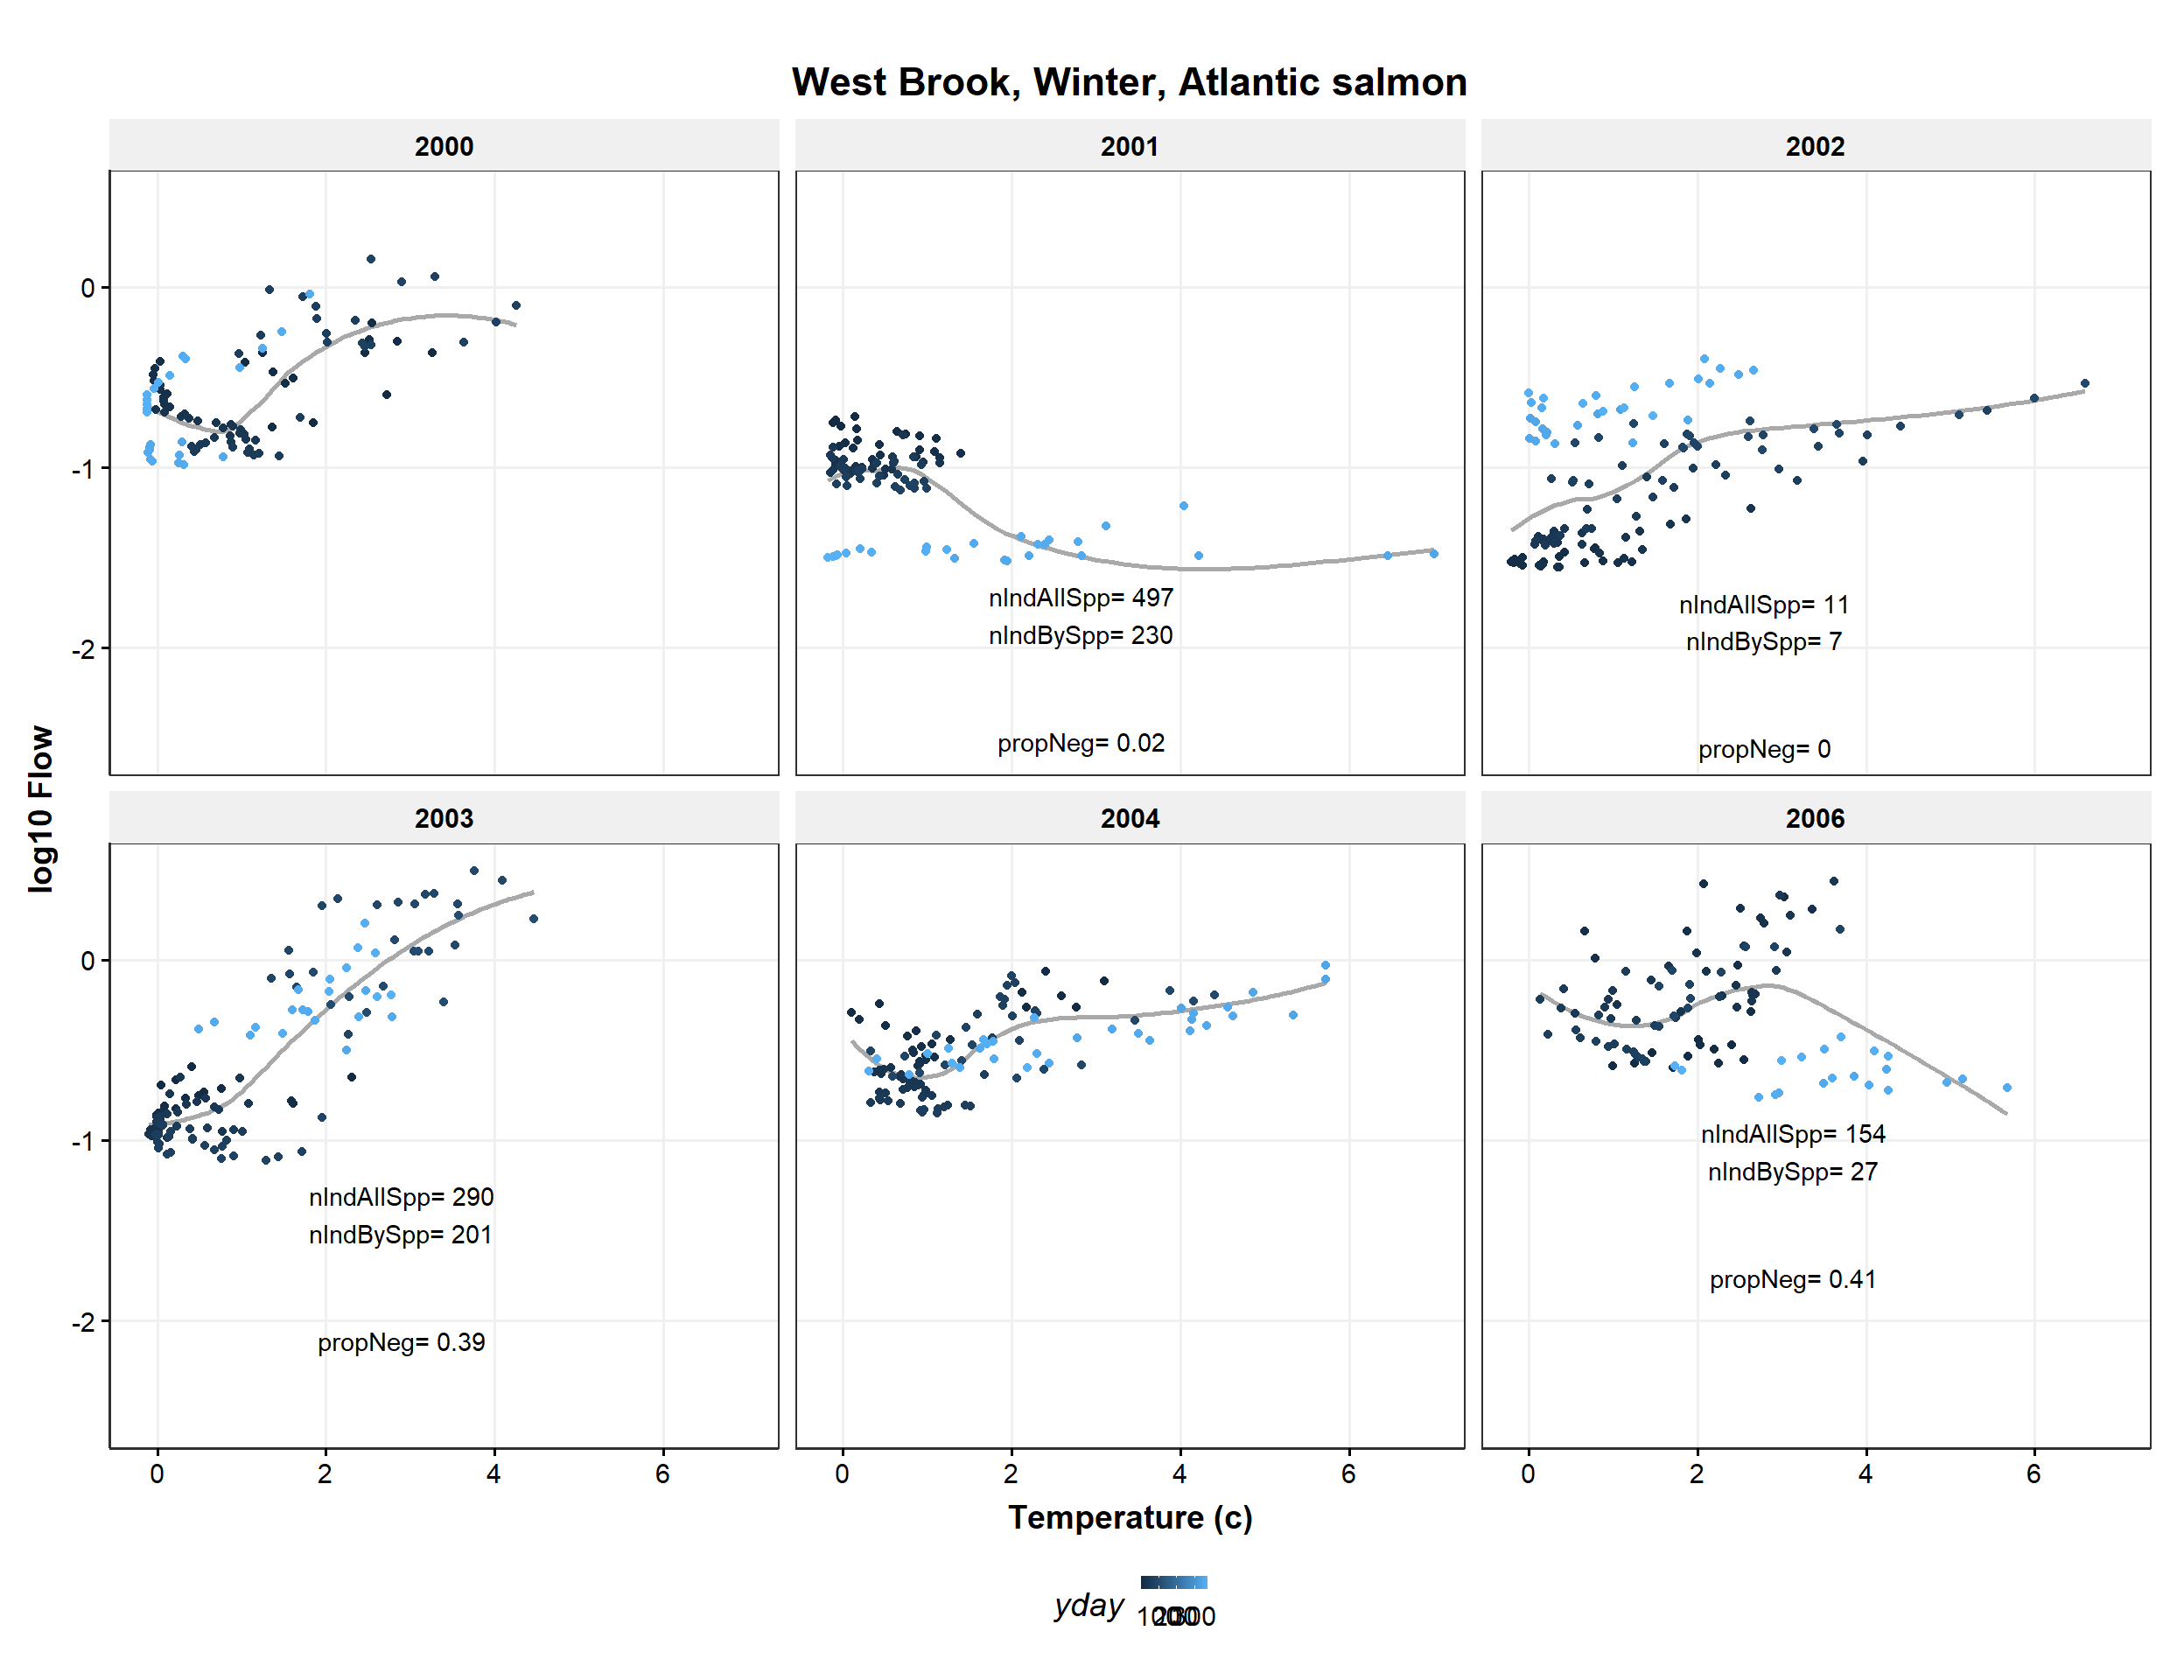 West Brook, Winter, Atlantic salmon
2000
2001
2002
0
-1
-2
nIndAllSpp= 497
nIndBySpp= 230
propNeg= 0.02
nIndAllSpp= 11
nIndBySpp= 7
propNeg= 0
log10 Flow
2003
2004
2006
0
-1
-2
nIndAllSpp= 290
nIndBySpp= 201
propNeg= 0.39
nIndAllSpp= 154
nIndBySpp= 27
propNeg= 0.41
0 2 4 6
0 2 4 6
0 2 4 6
Temperature (c)
yday